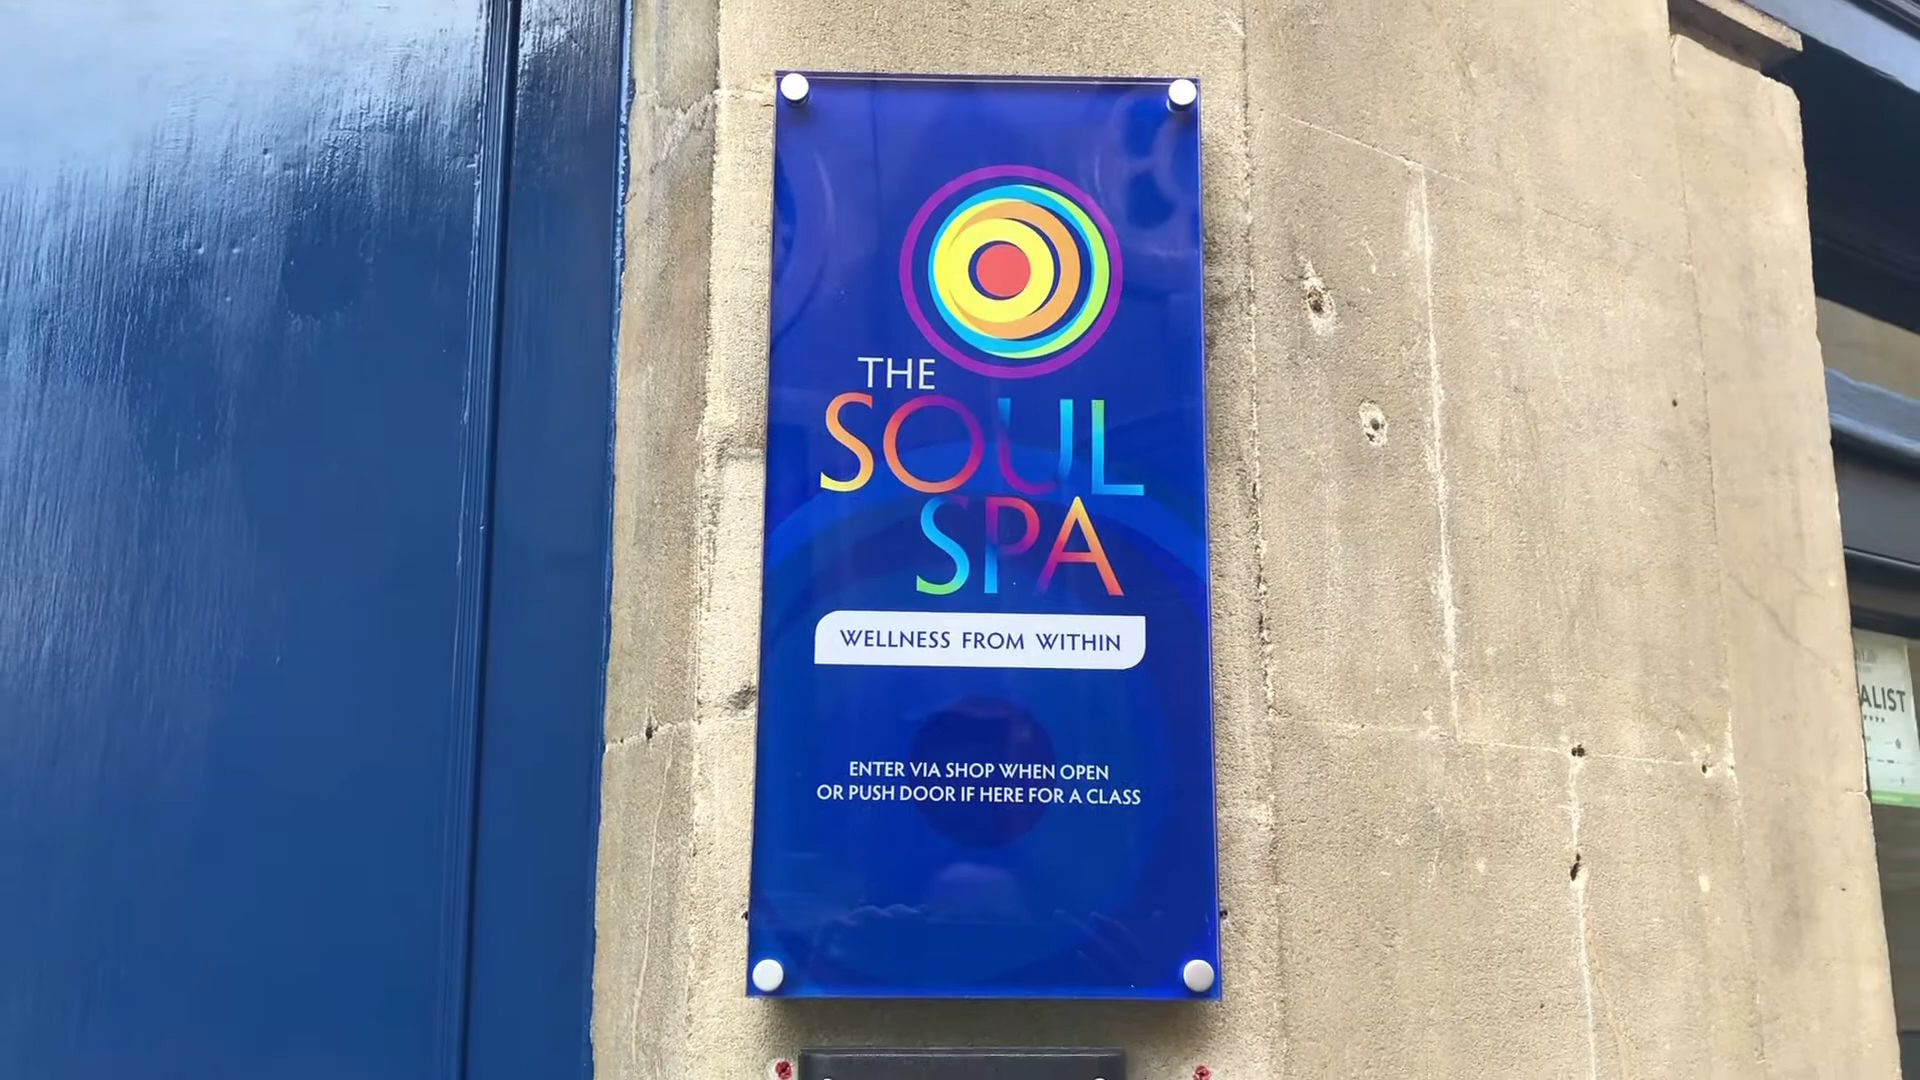 THE
SOUL
SPA
WELLNESS FROM WITHIN
ENTER VIA SHOP WHEN OPEN
OR PUSH DOOR IF HERE FOR A CLASS
ALIST